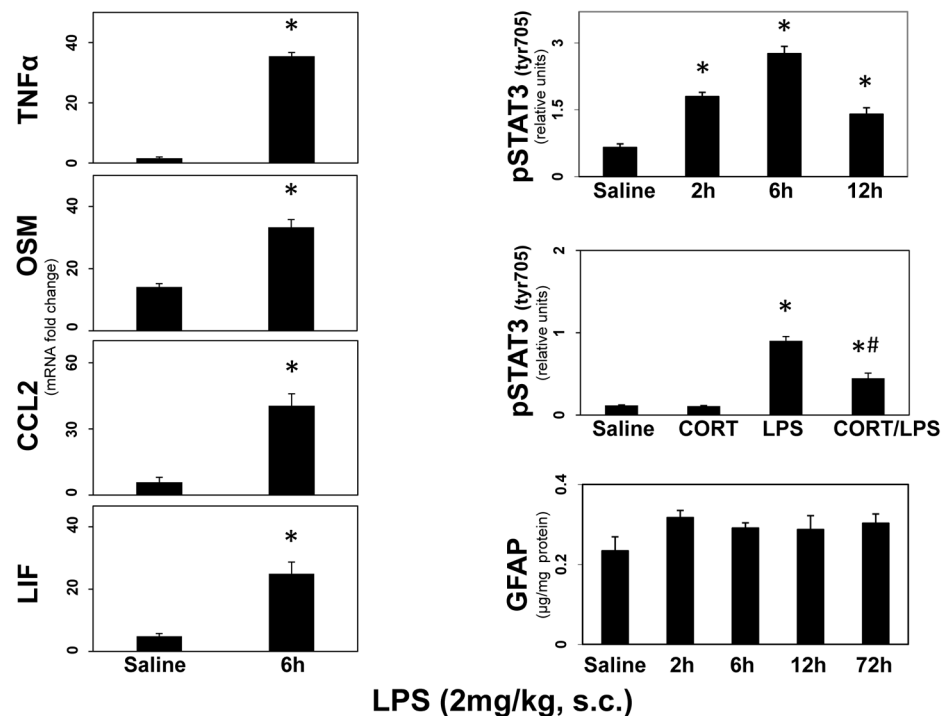 TNFα
40
20
0
*
OSM
(mRNA fold change)
40
20
0
*
CCL2
60
30
0
*
LIF
40
20
0
*
Saline 6h
pSTAT3 (tyr705)
(relative units)
3
1.5
0
* * *
Saline 2h 6h 12h
pSTAT3 (tyr705)
(relative units)
2
1
0
* *#
Saline CORT LPS CORT/LPS
GFAP
(µg/mg protein)
0.4
0.2
0
Saline 2h 6h 12h 72h
LPS (2mg/kg, s.c.)